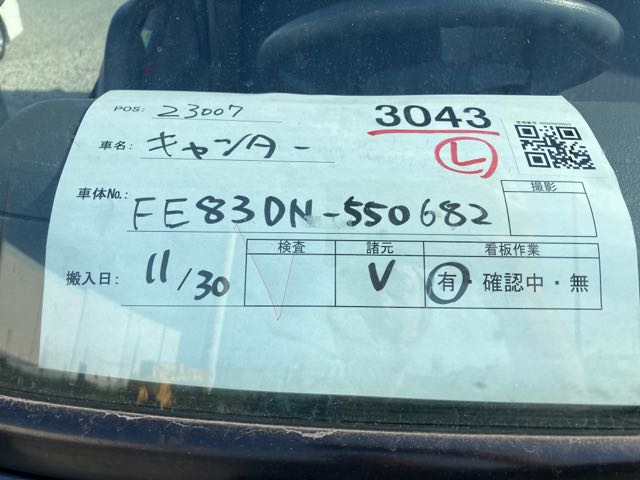 POS: 23007
3043
L
車名: キャンター
車体No.: FE83DN-550682
撮影
搬入日: 11/30
検査 諸元 看板作業
V 有・確認中・無